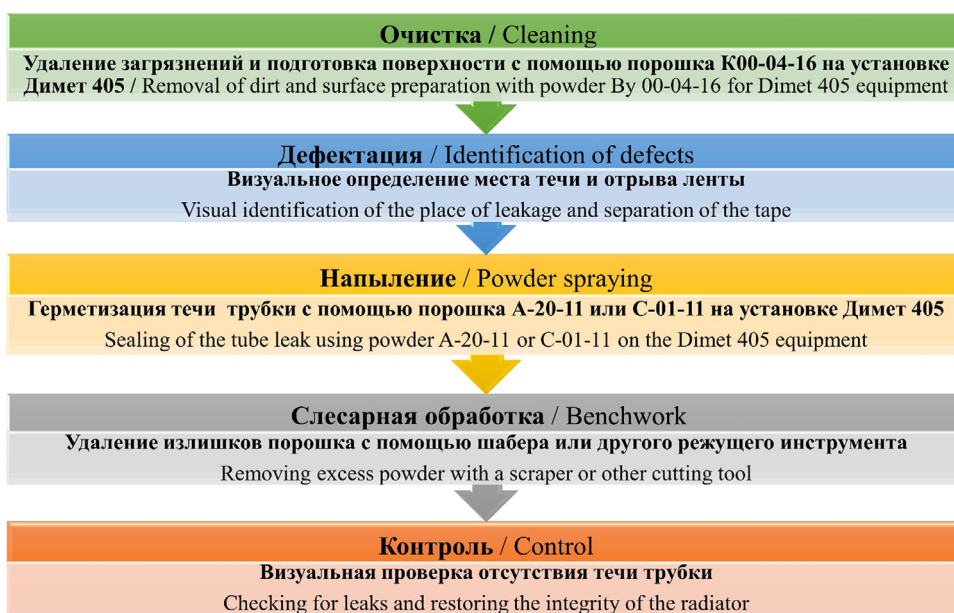 Очистка / Cleaning
Удаление загрязнений и подготовка поверхности с помощью порошка К00-04-16 на установке
Димет 405 / Removal of dirt and surface preparation with powder By 00-04-16 for Dimet 405 equipment
Дефектация / Identification of defects
Визуальное определение места течи и отрыва ленты
Visual identification of the place of leakage and separation of the tape
Напыление / Powder spraying
Герметизация течи трубки с помощью порошка А-20-11 или С-01-11 на установке Димет 405
Sealing of the tube leak using powder A-20-11 or C-01-11 on the Dimet 405 equipment
Слесарная обработка / Benchwork
Удаление излишков порошка с помощью шабера или другого режущего инструмента
Removing excess powder with a scraper or other cutting tool
Контроль / Control
Визуальная проверка отсутствия течи трубки
Checking for leaks and restoring the integrity of the radiator